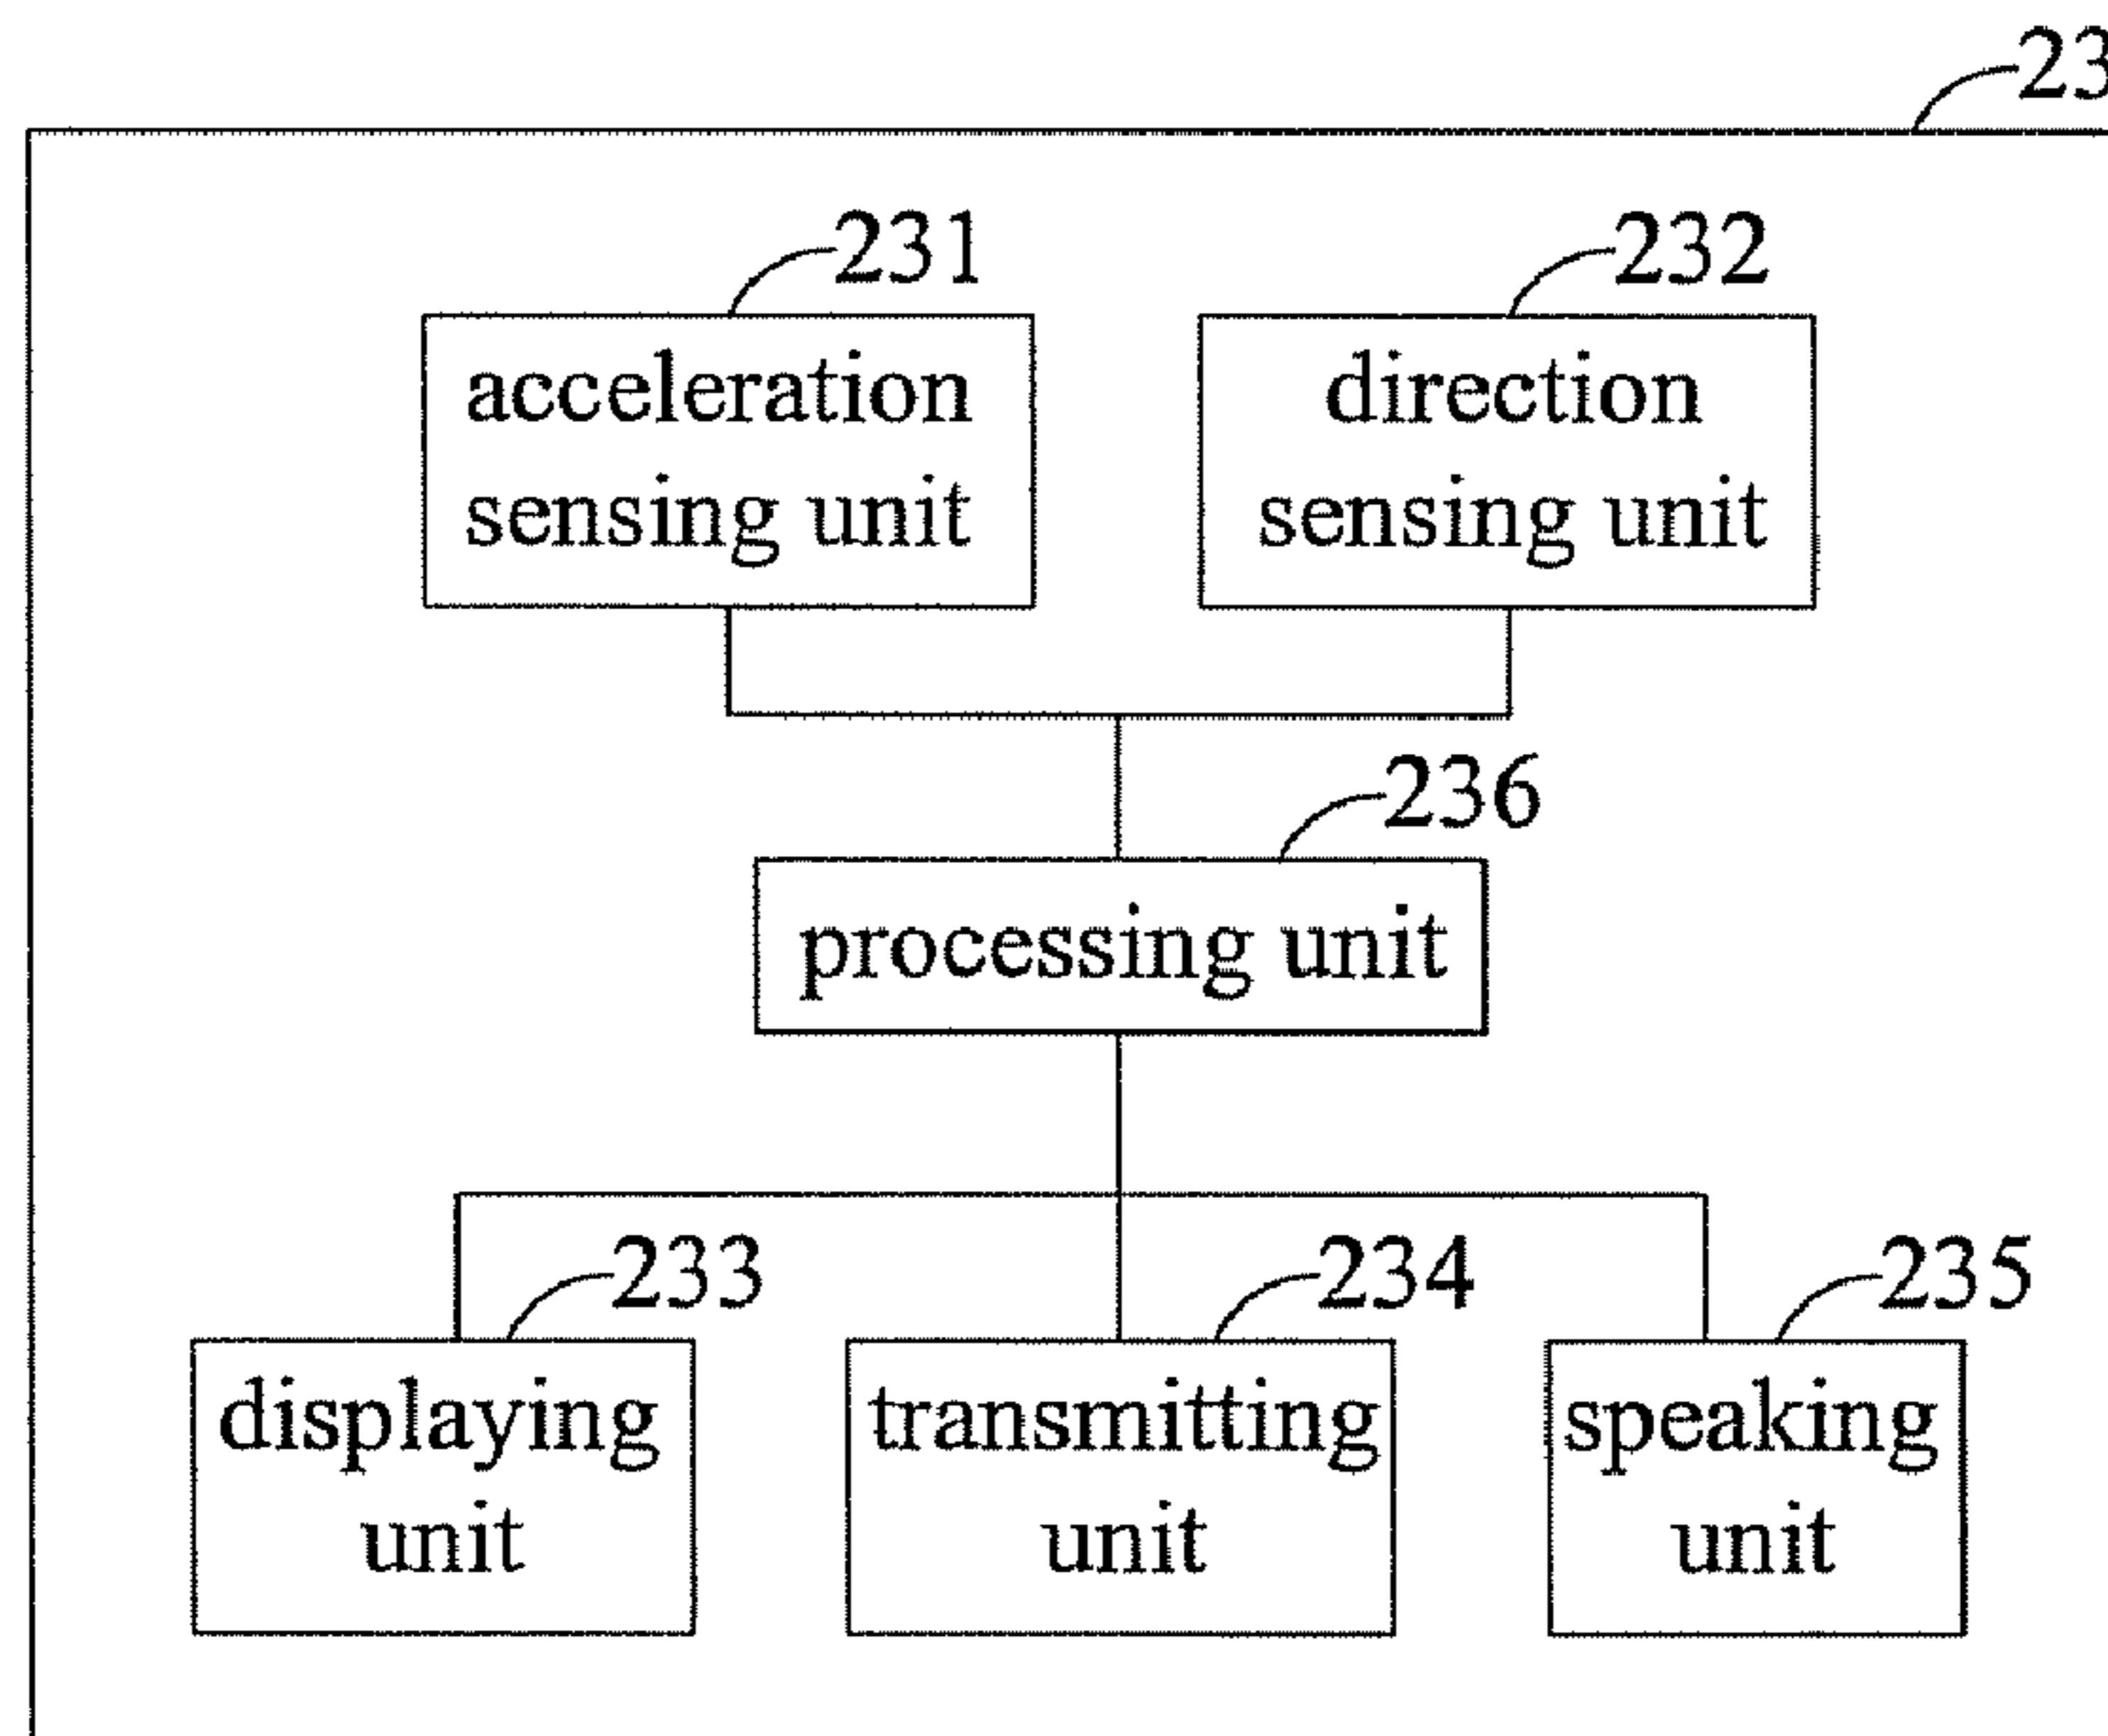 23
231
232
acceleration
sensing unit
direction
sensing unit
236
processing unit
233
234
235
displaying
unit
transmitting
unit
speaking
unit